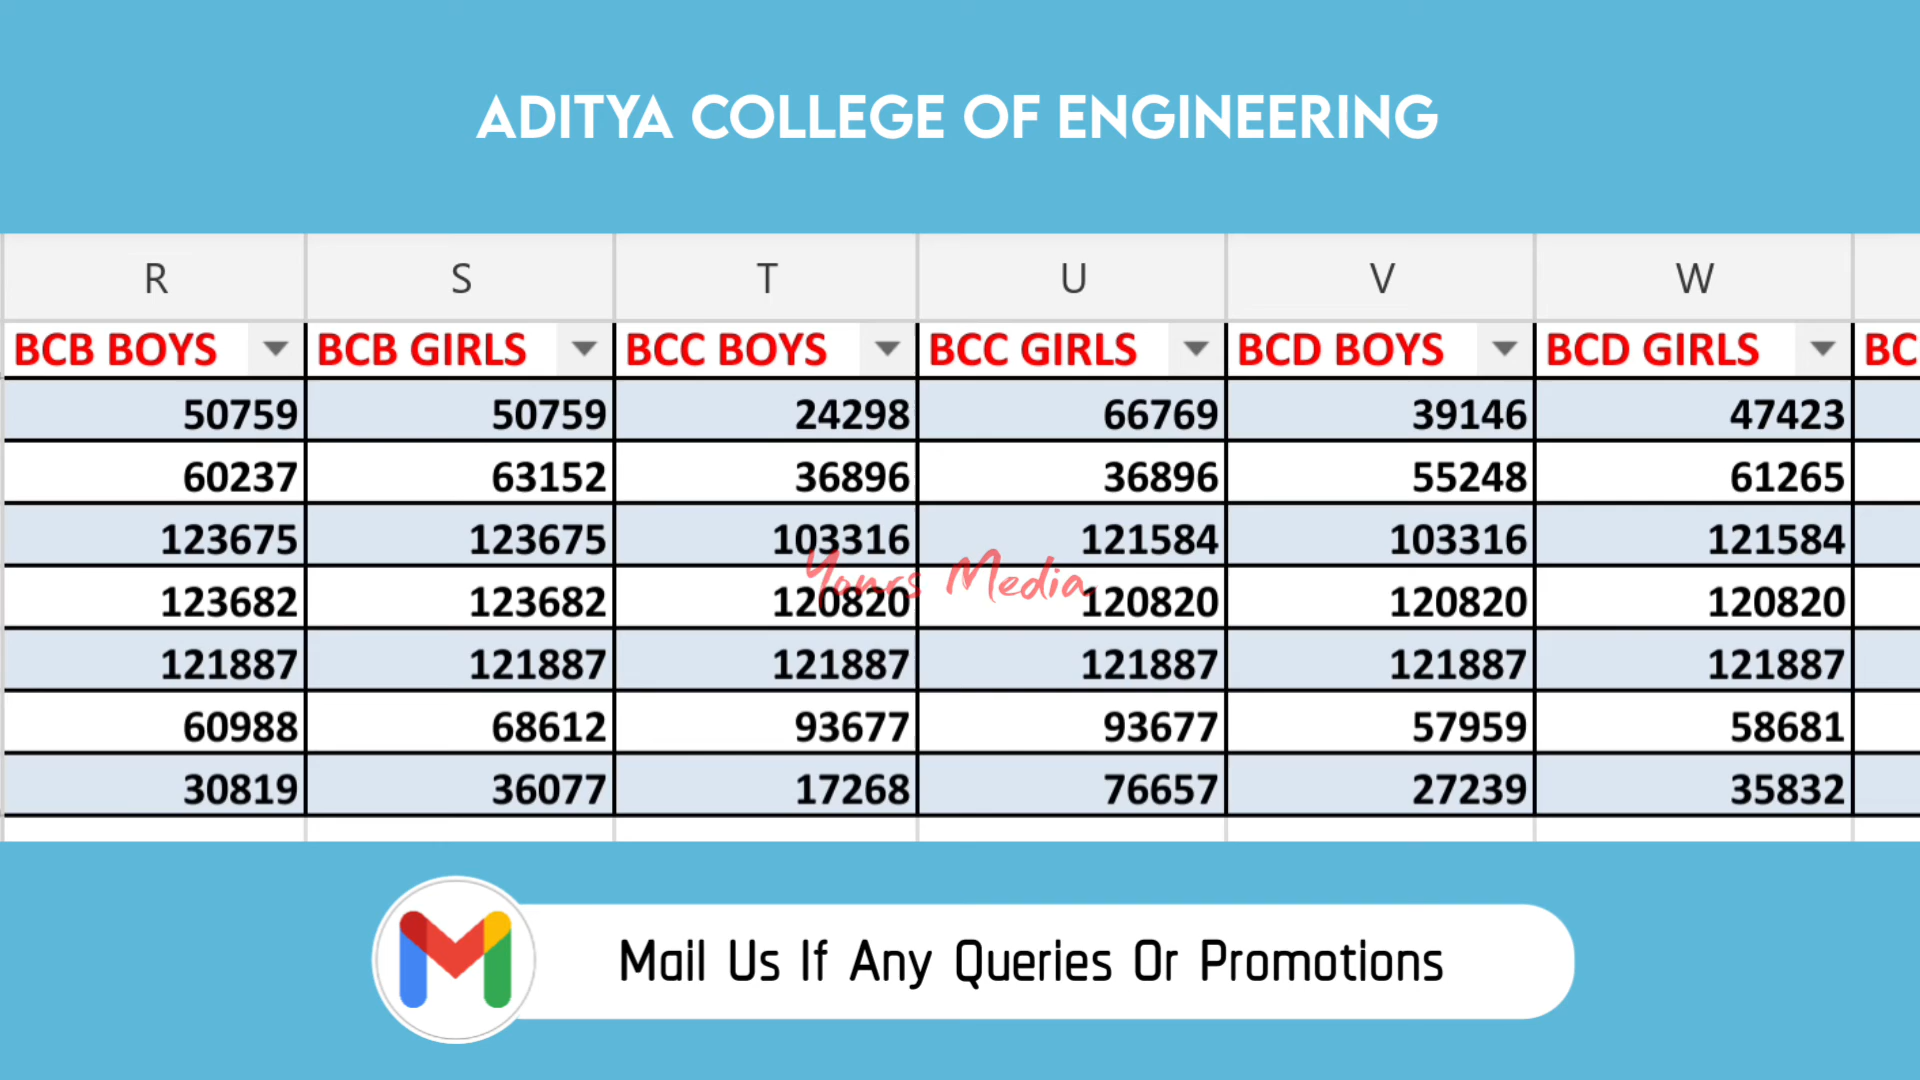 ADITYA COLLEGE OF ENGINEERING
R S T U V W
BCB BOYS BCB GIRLS BCC BOYS BCC GIRLS BCD BOYS BCD GIRLS BC
50759 50759 24298 66769 39146 47423
60237 63152 36896 36896 55248 61265
123675 123675 103316 121584 103316 121584
Yours Media
123682 123682 120820 120820 120820 120820
121887 121887 121887 121887 121887 121887
60988 68612 93677 93677 57959 58681
30819 36077 17268 76657 27239 35832
Mail Us If Any Queries Or Promotions